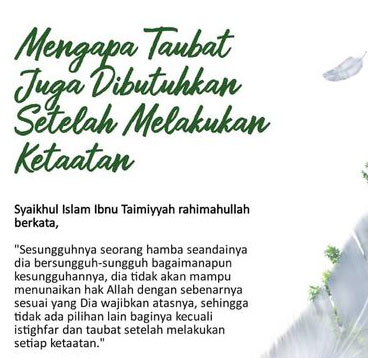 Mengapa Taubat
Juga Dibutuhkan
Setelah Melakukan
Ketaatan
Syaikhul Islam Ibnu Taimiyyah rahimahullah
berkata,
"Sesungguhnya seorang hamba seandainya
dia bersungguh-sungguh bagaimanapun
kesungguhannya, dia tidak akan mampu
menunaikan hak Allah dengan sebenarnya
sesuai yang Dia wajibkan atasnya, sehingga
tidak ada pilihan lain baginya kecuali
istighfar dan taubat setelah melakukan
setiap ketaatan."